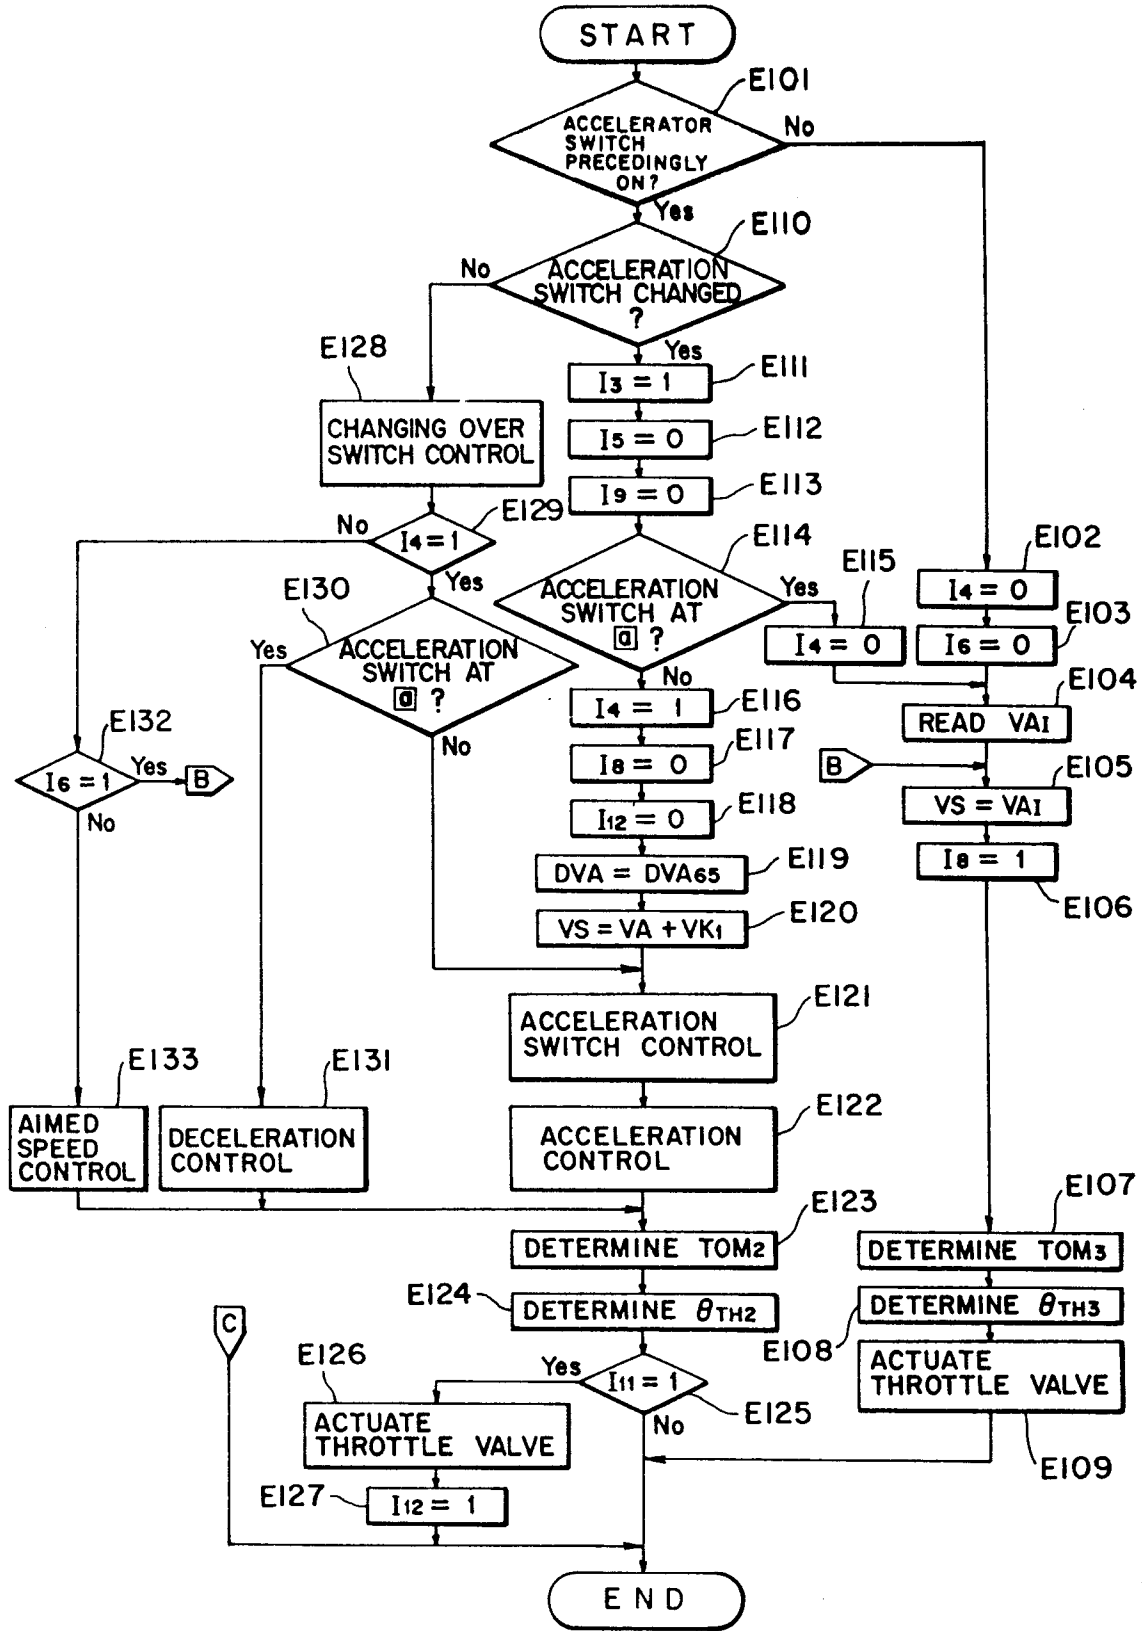 START
E101
ACCELERATOR
SWITCH
PRECEDINGLY
ON?
No
Yes
E110
ACCELERATION
SWITCH CHANGED
?
No
Yes
E128
CHANGING OVER
SWITCH CONTROL
E111
I3 = 1
E112
I5 = 0
E113
I9 = 0
E129
I4 = 1
No
Yes
E114
ACCELERATION
SWITCH AT
a ?
Yes
No
E115
I4 = 0
E102
I4 = 0
E103
I6 = 0
E104
READ VAI
B
E105
VS = VAI
I8 = 1
E106
E130
ACCELERATION
SWITCH AT
a ?
Yes
No
E132
I6 = 1
Yes
B
No
E116
I4 = 1
E117
I8 = 0
E118
I12 = 0
E119
DVA = DVA65
E120
VS = VA + VK1
E121
ACCELERATION
SWITCH CONTROL
E133
AIMED
SPEED
CONTROL
E131
DECELERATION
CONTROL
E122
ACCELERATION
CONTROL
E123
DETERMINE TOM2
E124
DETERMINE θTH2
E107
DETERMINE TOM3
DETERMINE θTH3
E108
ACTUATE
THROTTLE VALVE
E109
C
E126
Yes
I11 = 1
E125
No
ACTUATE
THROTTLE VALVE
E127
I12 = 1
END